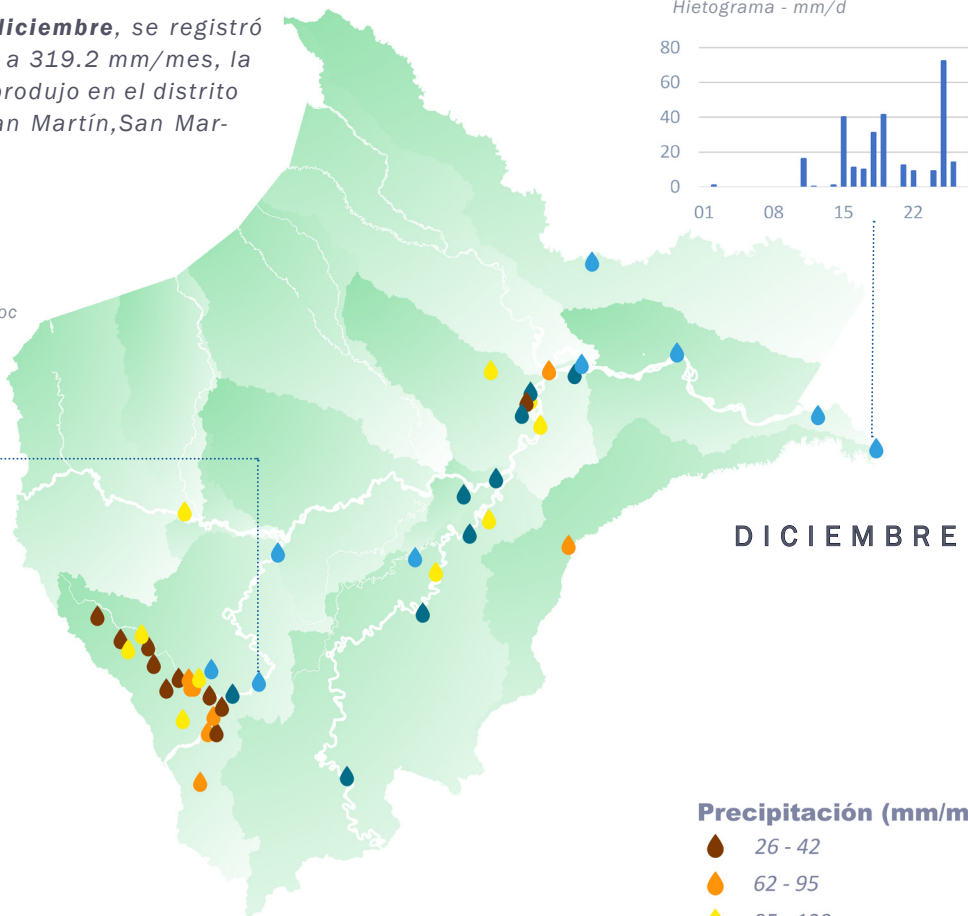 diciembre, se registró
a 319.2 mm/mes, la
produjo en el distrito
an Martín,San Mar-
oc
Hietograma - mm/d
80
60
40
20
0
01 08 15 22
DICIEMBRE
Precipitación (mm/m
26 - 42
62 - 95